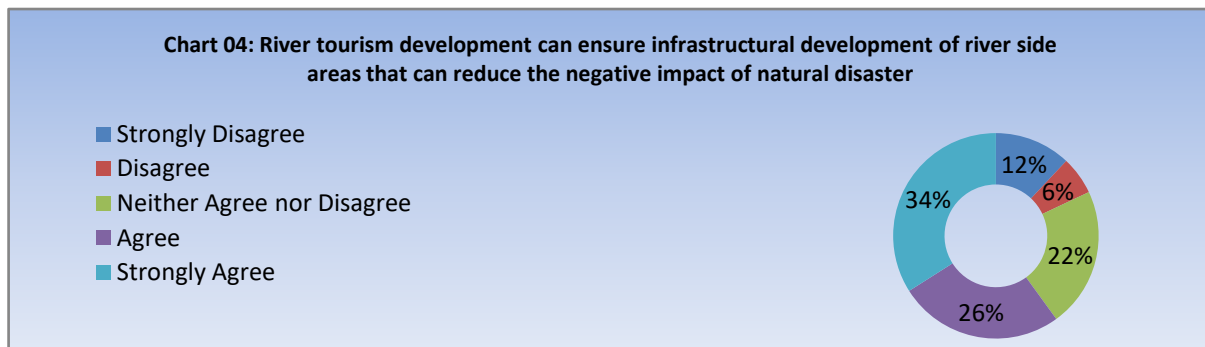 Chart 04: River tourism development can ensure infrastructural development of river side
areas that can reduce the negative impact of natural disaster
Strongly Disagree
Disagree
Neither Agree nor Disagree
Agree
Strongly Agree
12%
6%
22%
26%
34%